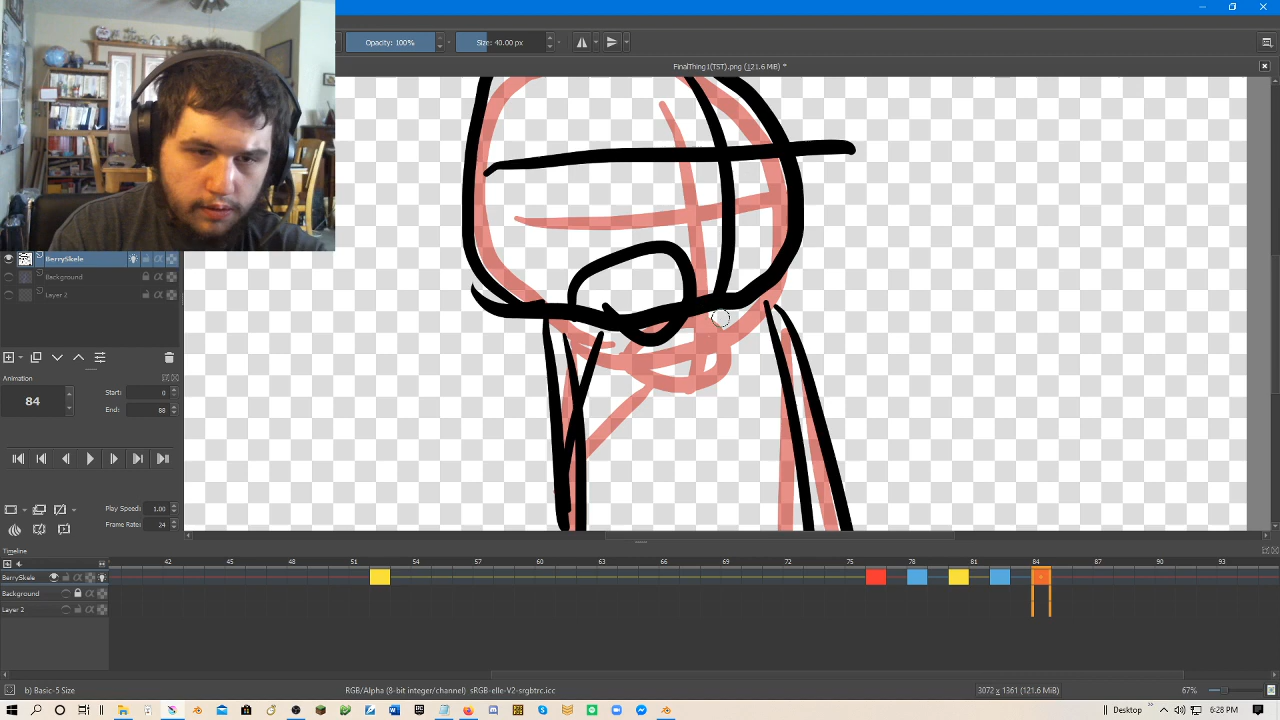 Opacity: 100%
Size: 40.00 px
FinalThing1(TST).png (121.6 MiB) *
BerrySkele
Background
Layer 2
Animation
84
Start: 0
End: 88
Play Speed: 1.00
Frame Rate: 24
Timeline
42 45 48 51 54 57 60 63 66 69 72 75 78 81 84 87 90 93
BerrySkele
Background
Layer 2
b) Basic-5 Size
RGB/Alpha (8-bit integer/channel) sRGB-elle-V2-srgbtrc.icc
3072 x 1361 (121.6 MiB)
67%
Desktop
6:28 PM